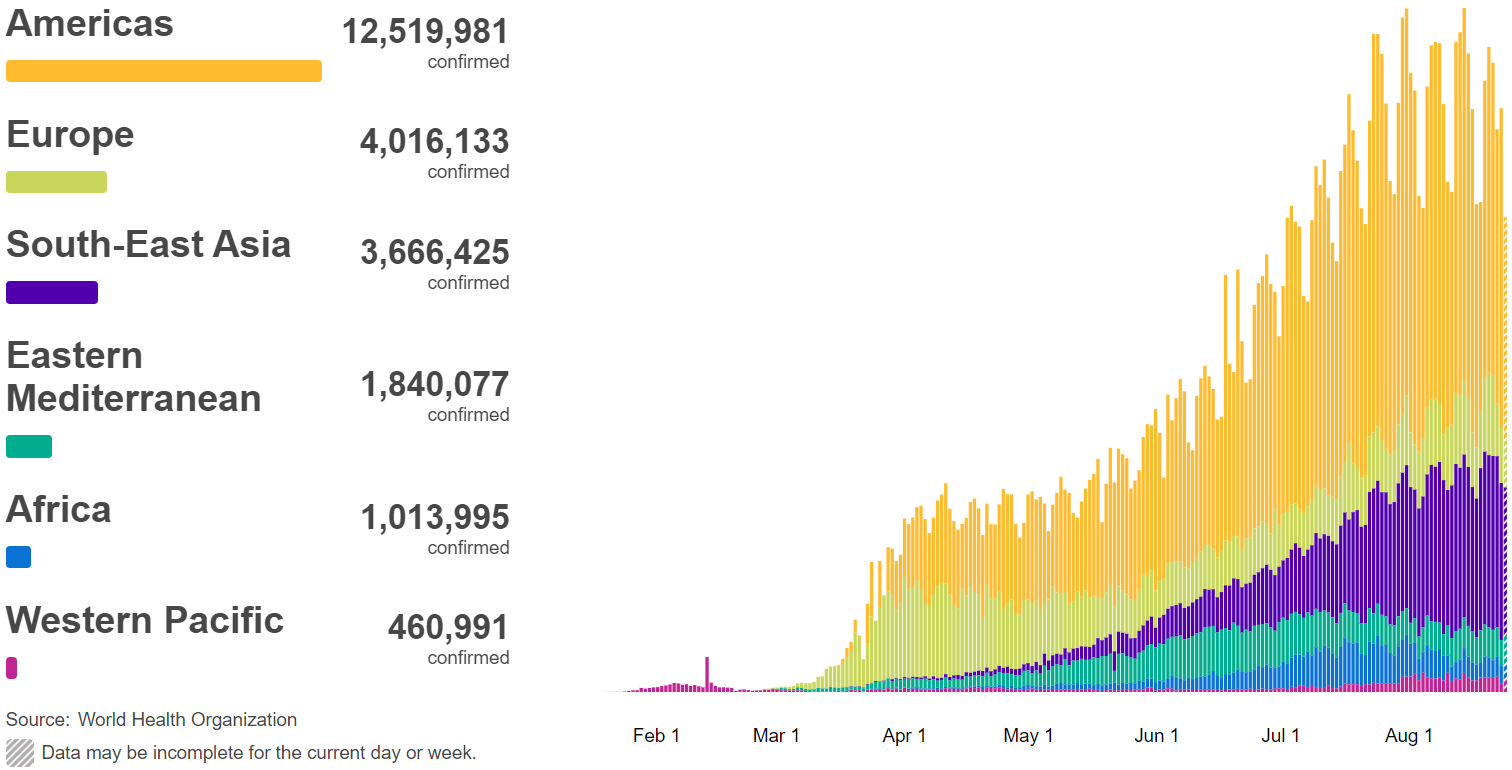 Americas
12,519,981
confirmed
Europe
4,016,133
confirmed
South-East Asia
3,666,425
confirmed
Eastern
Mediterranean
1,840,077
confirmed
Africa
1,013,995
confirmed
Western Pacific
460,991
confirmed
Source: World Health Organization
Data may be incomplete for the current day or week.
Feb 1 Mar 1 Apr 1 May 1 Jun 1 Jul 1 Aug 1